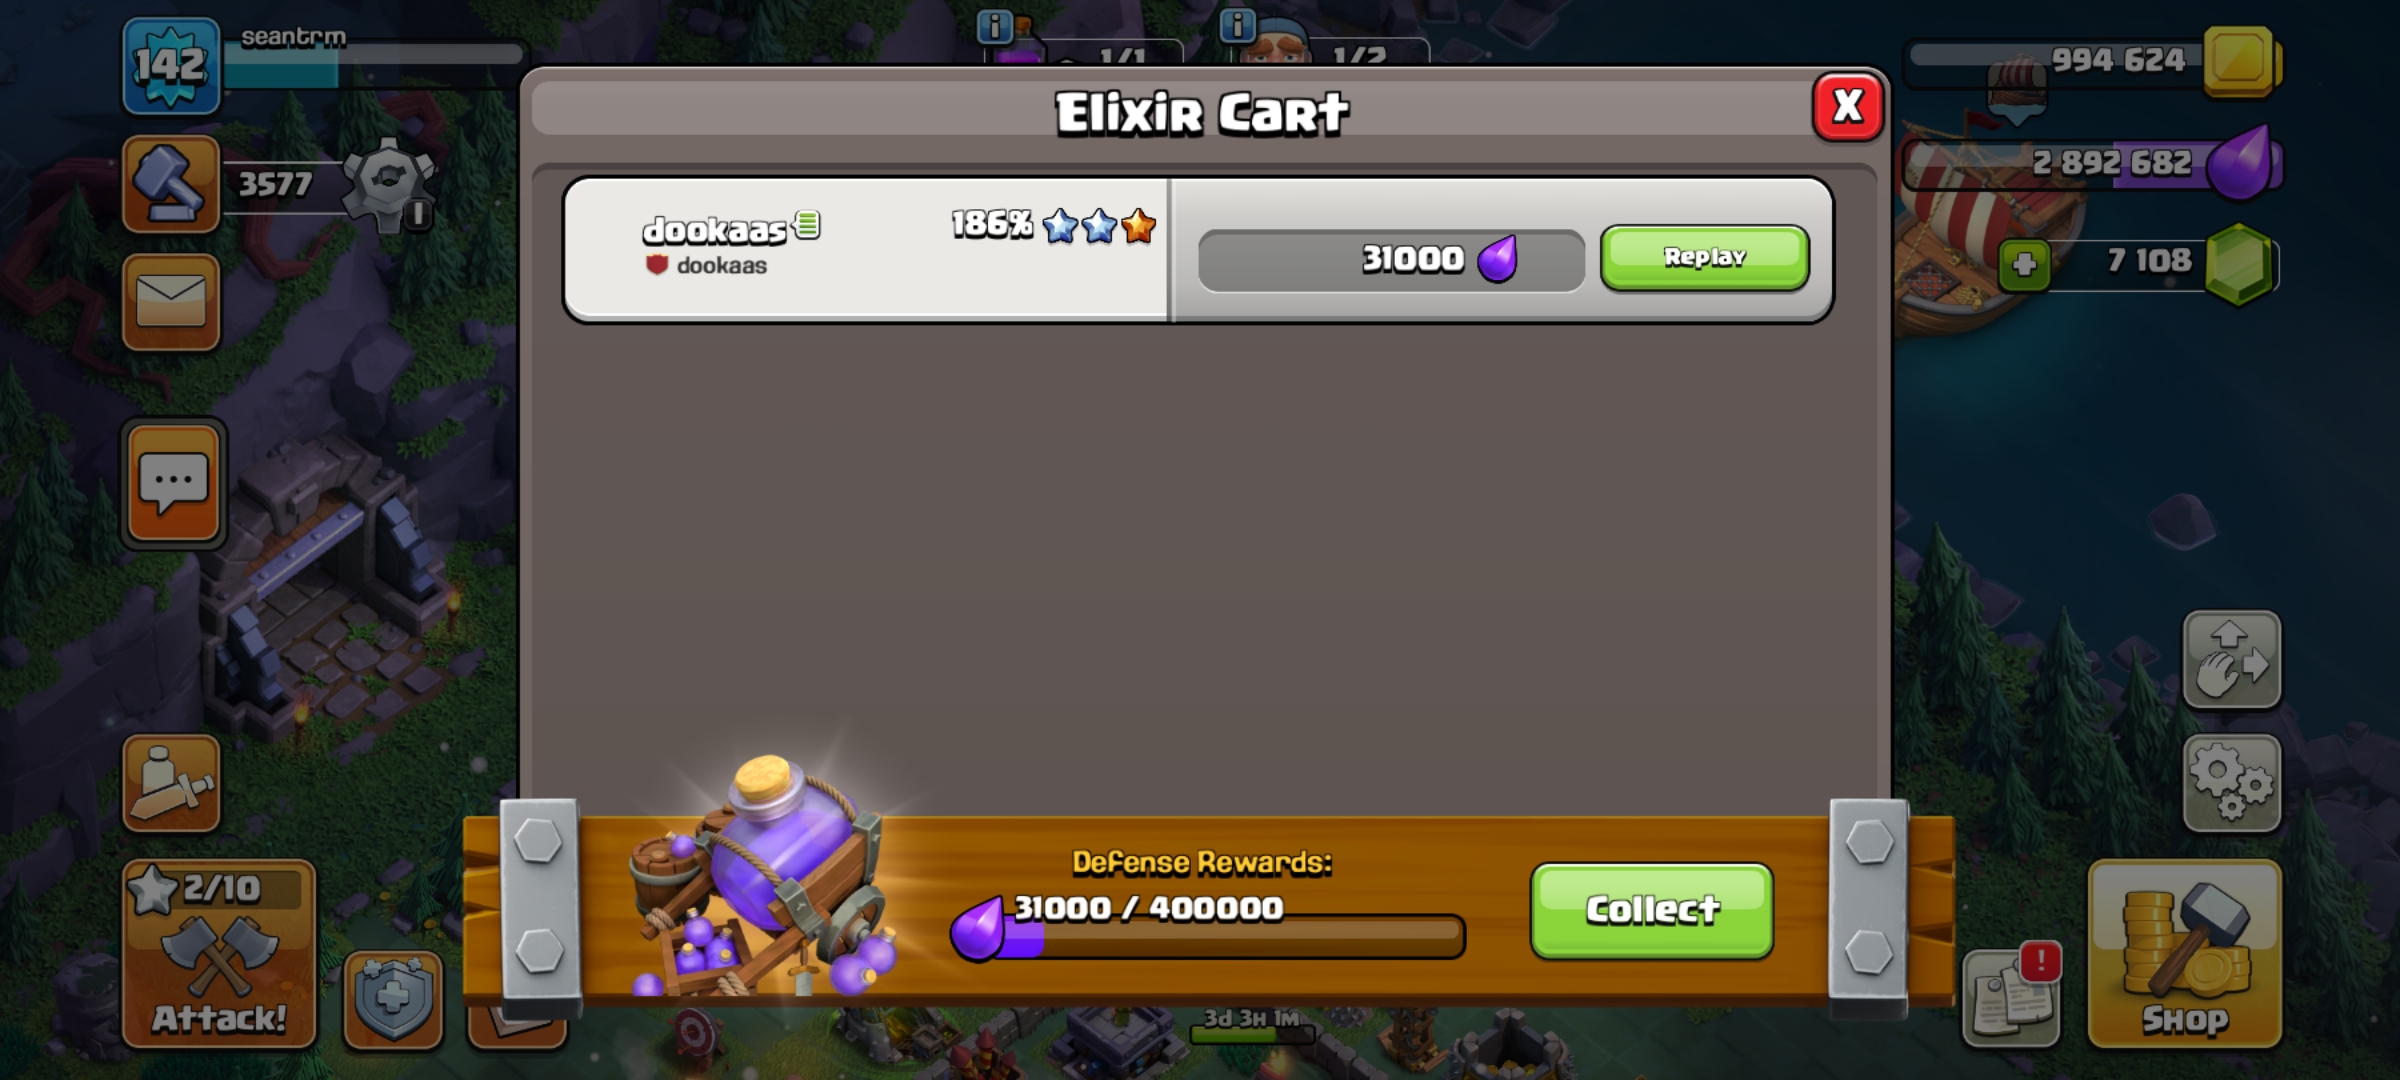 142
seantrm
1/1
1/2
994 624
Elixir Cart
X
3577
2 892 682
dookaas
186%
dookaas
31000
Replay
7 108
Defense Rewards:
31000 / 400000
Collect
2/10
Attack!
3d 3H 1M
!
Shop